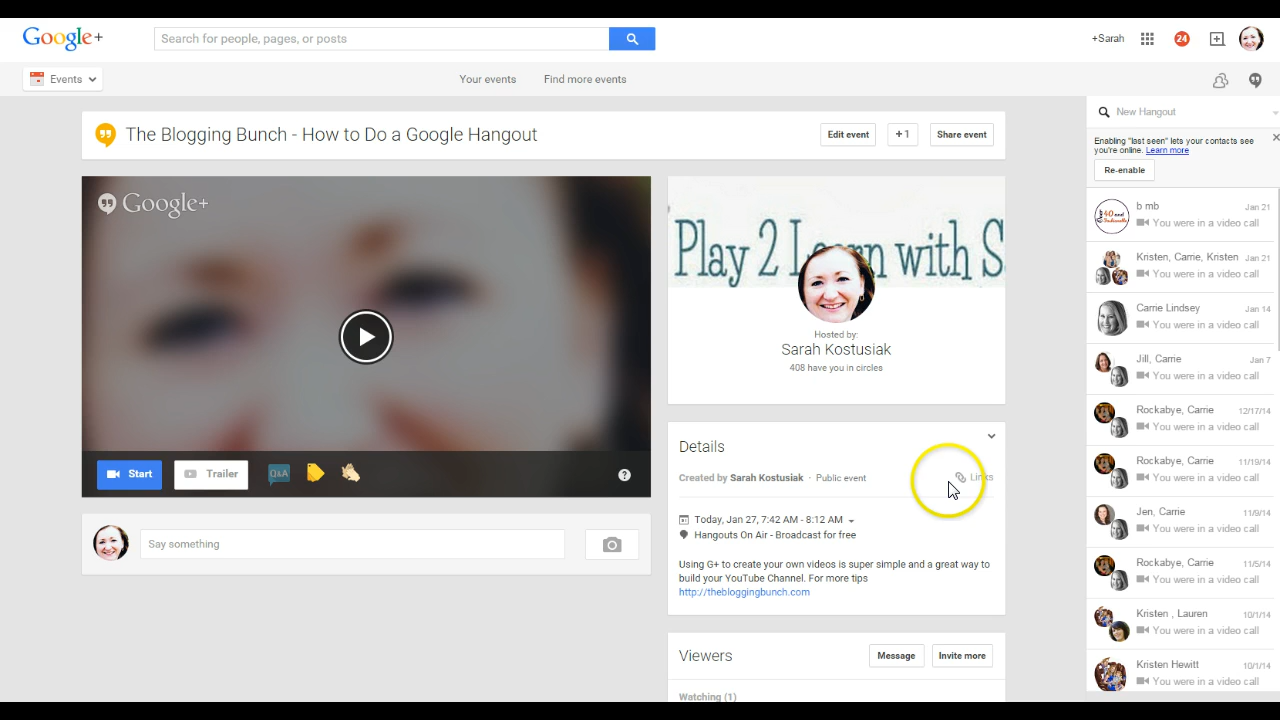 Google+
Search for people, pages, or posts
+Sarah
24
Events
Your events
Find more events
The Blogging Bunch - How to Do a Google Hangout
Edit event
+1
Share event
Google+
Start
Trailer
Q&A
?
Say something
Play 2 Learn with S
Hosted by:
Sarah Kostusiak
408 have you in circles
Details
Created by Sarah Kostusiak · Public event
Links
Today, Jan 27, 7:42 AM - 8:12 AM
Hangouts On Air - Broadcast for free
Using G+ to create your own videos is super simple and a great way to
build your YouTube Channel. For more tips
http://thebloggingbunch.com
Viewers
Message
Invite more
Watching (1)
New Hangout
Enabling "last seen" lets your contacts see
you're online. Learn more
Re-enable
b mb
Jan 21
You were in a video call
Kristen, Carrie, Kristen
Jan 21
You were in a video call
Carrie Lindsey
Jan 14
You were in a video call
Jill, Carrie
Jan 7
You were in a video call
Rockabye, Carrie
12/17/14
You were in a video call
Rockabye, Carrie
11/19/14
You were in a video call
Jen, Carrie
11/9/14
You were in a video call
Rockabye, Carrie
11/5/14
You were in a video call
Kristen , Lauren
10/1/14
You were in a video call
Kristen Hewitt
10/1/14
You were in a video call